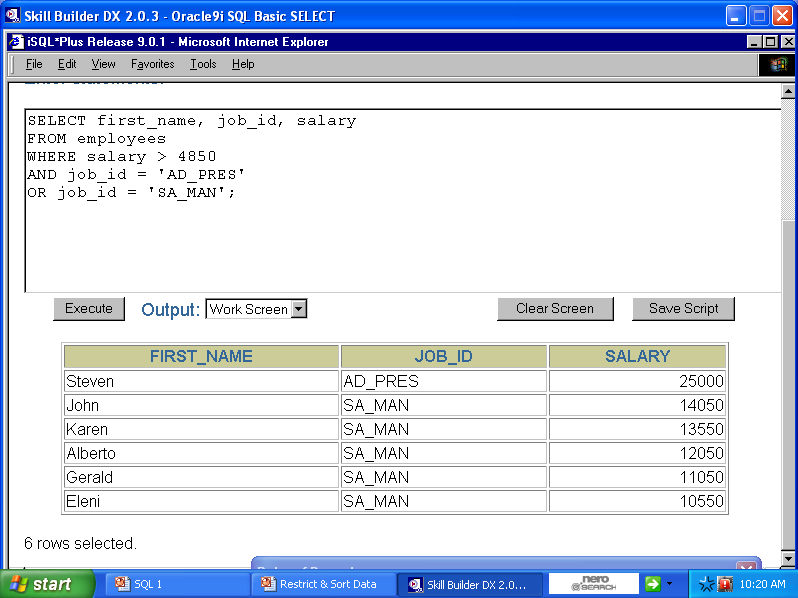 Skill Builder DX 2.0.3 - Oracle9i SQL Basic SELECT
iSQL*Plus Release 9.0.1 - Microsoft Internet Explorer
File Edit View Favorites Tools Help
SELECT first_name, job_id, salary
FROM employees
WHERE salary > 4850
AND job_id = 'AD_PRES'
OR job_id = 'SA_MAN';
Execute Output: Work Screen Clear Screen Save Script
FIRST_NAME JOB_ID SALARY
Steven AD_PRES 25000
John SA_MAN 14050
Karen SA_MAN 13550
Alberto SA_MAN 12050
Gerald SA_MAN 11050
Eleni SA_MAN 10550
6 rows selected.
start SQL 1 Restrict & Sort Data Skill Builder DX 2.0... nero @SEARCH 10:20 AM